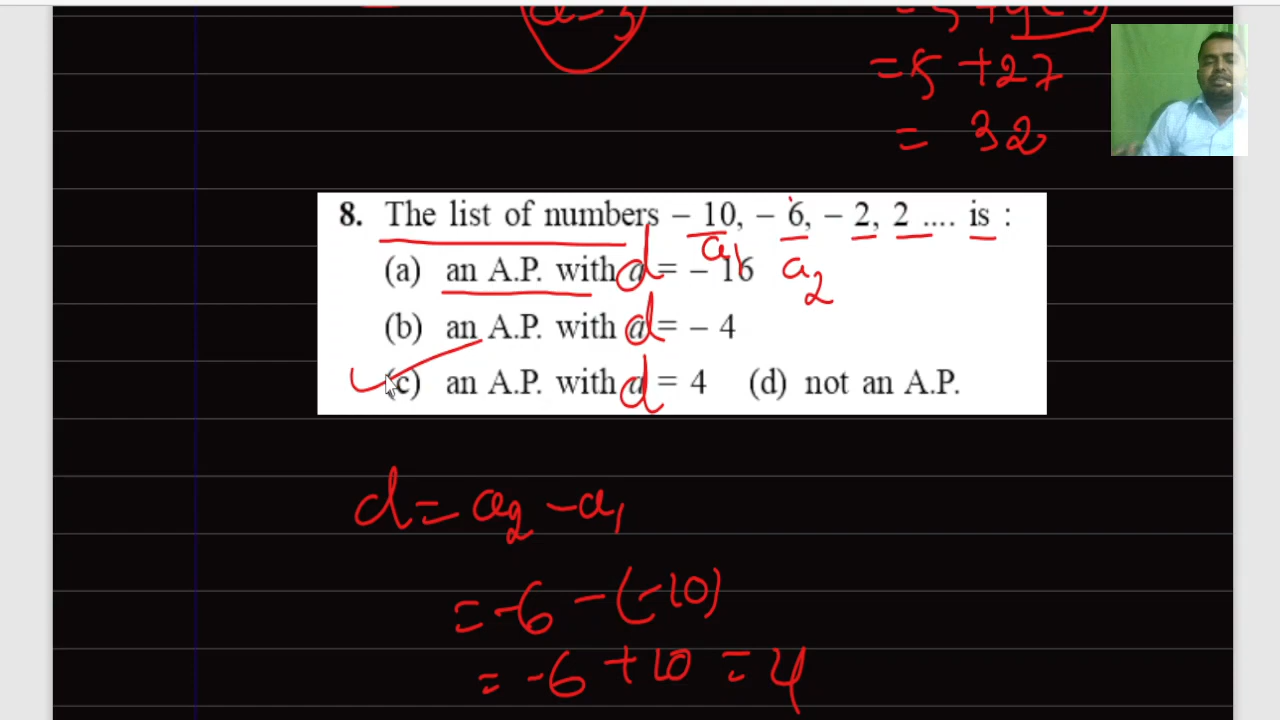 = 5 + 27
= 32
8. The list of numbers – 10, – 6, – 2, 2 .... is :
a1 a2
(a) an A.P. with d = – 16
(b) an A.P. with d = – 4
(c) an A.P. with d = 4 (d) not an A.P.
d = a2 - a1
= -6 - (-10)
= -6 + 10 = 4